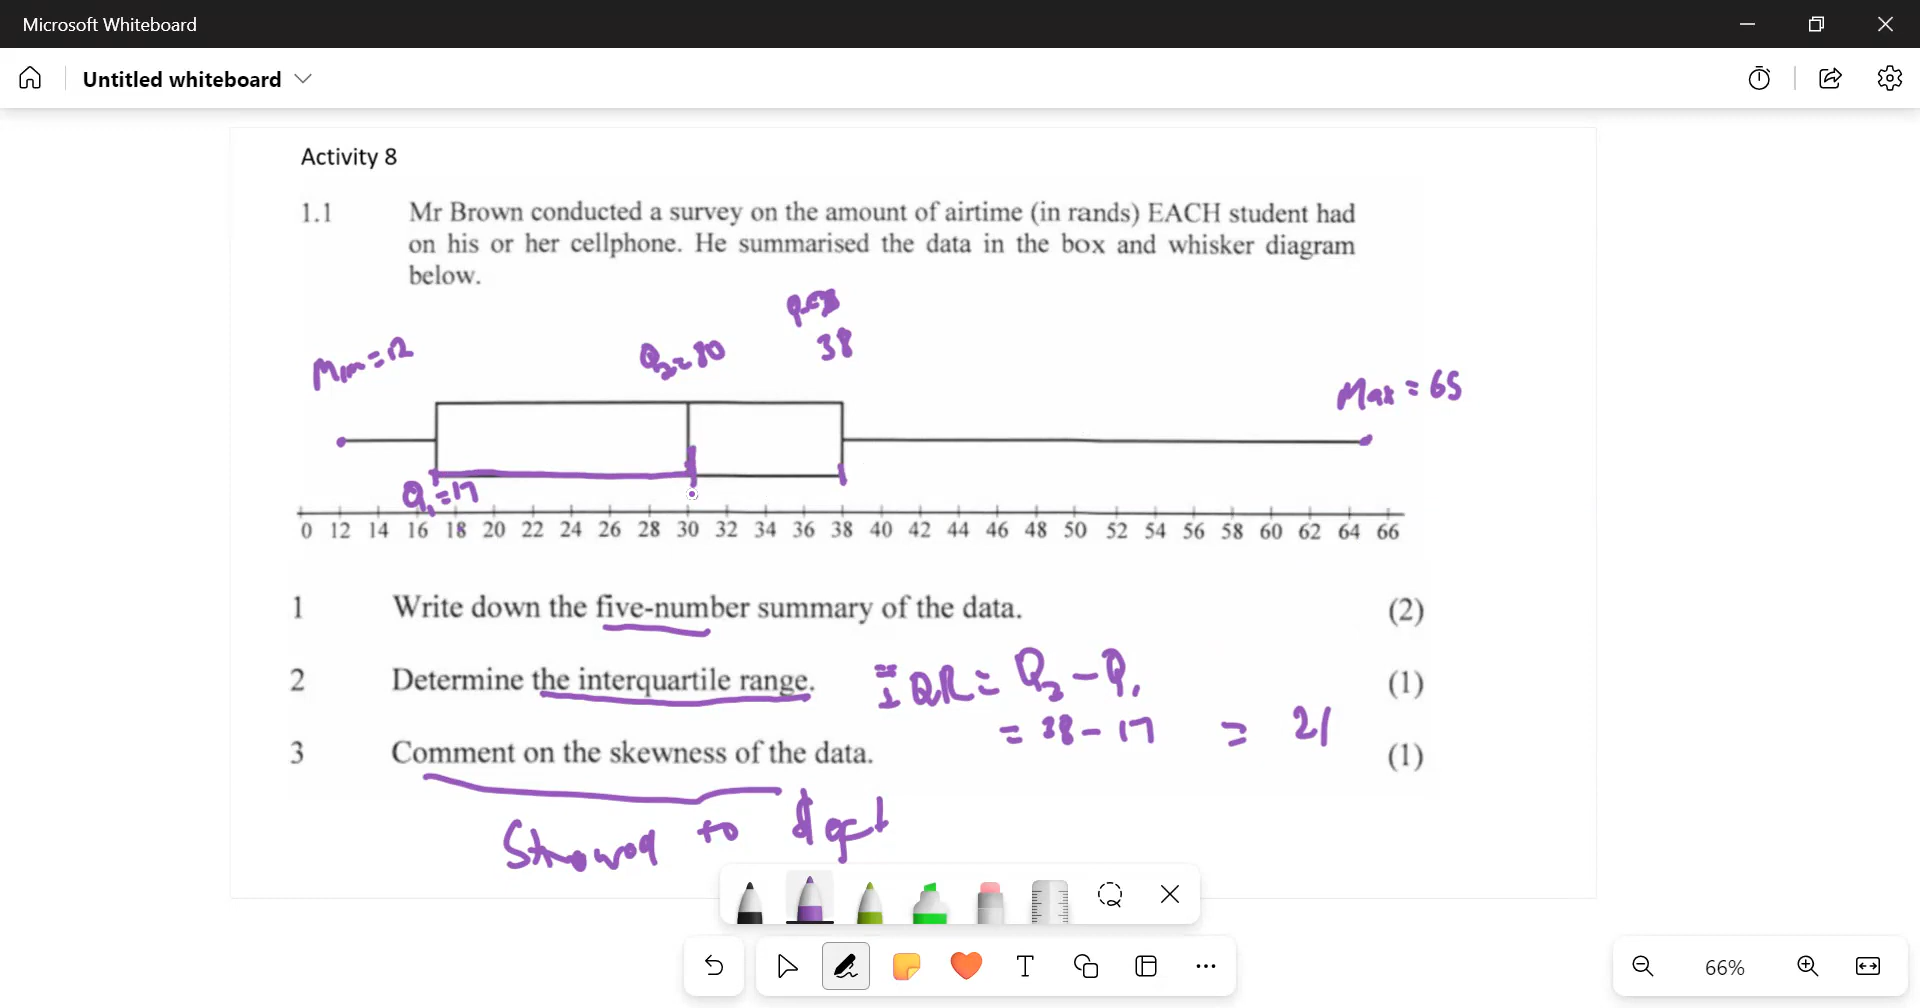 Microsoft Whiteboard
Untitled whiteboard
Activity 8
1.1 Mr Brown conducted a survey on the amount of airtime (in rands) EACH student had
on his or her cellphone. He summarised the data in the box and whisker diagram
below.
38
Min = 12
Q2 = 30
Max = 65
Q1 = 17
0 12 14 16 18 20 22 24 26 28 30 32 34 36 38 40 42 44 46 48 50 52 54 56 58 60 62 64 66
1 Write down the five-number summary of the data. (2)
2 Determine the interquartile range. (1)
IQR = Q3 - Q1
= 38 - 17 = 21
3 Comment on the skewness of the data. (1)
to
66%